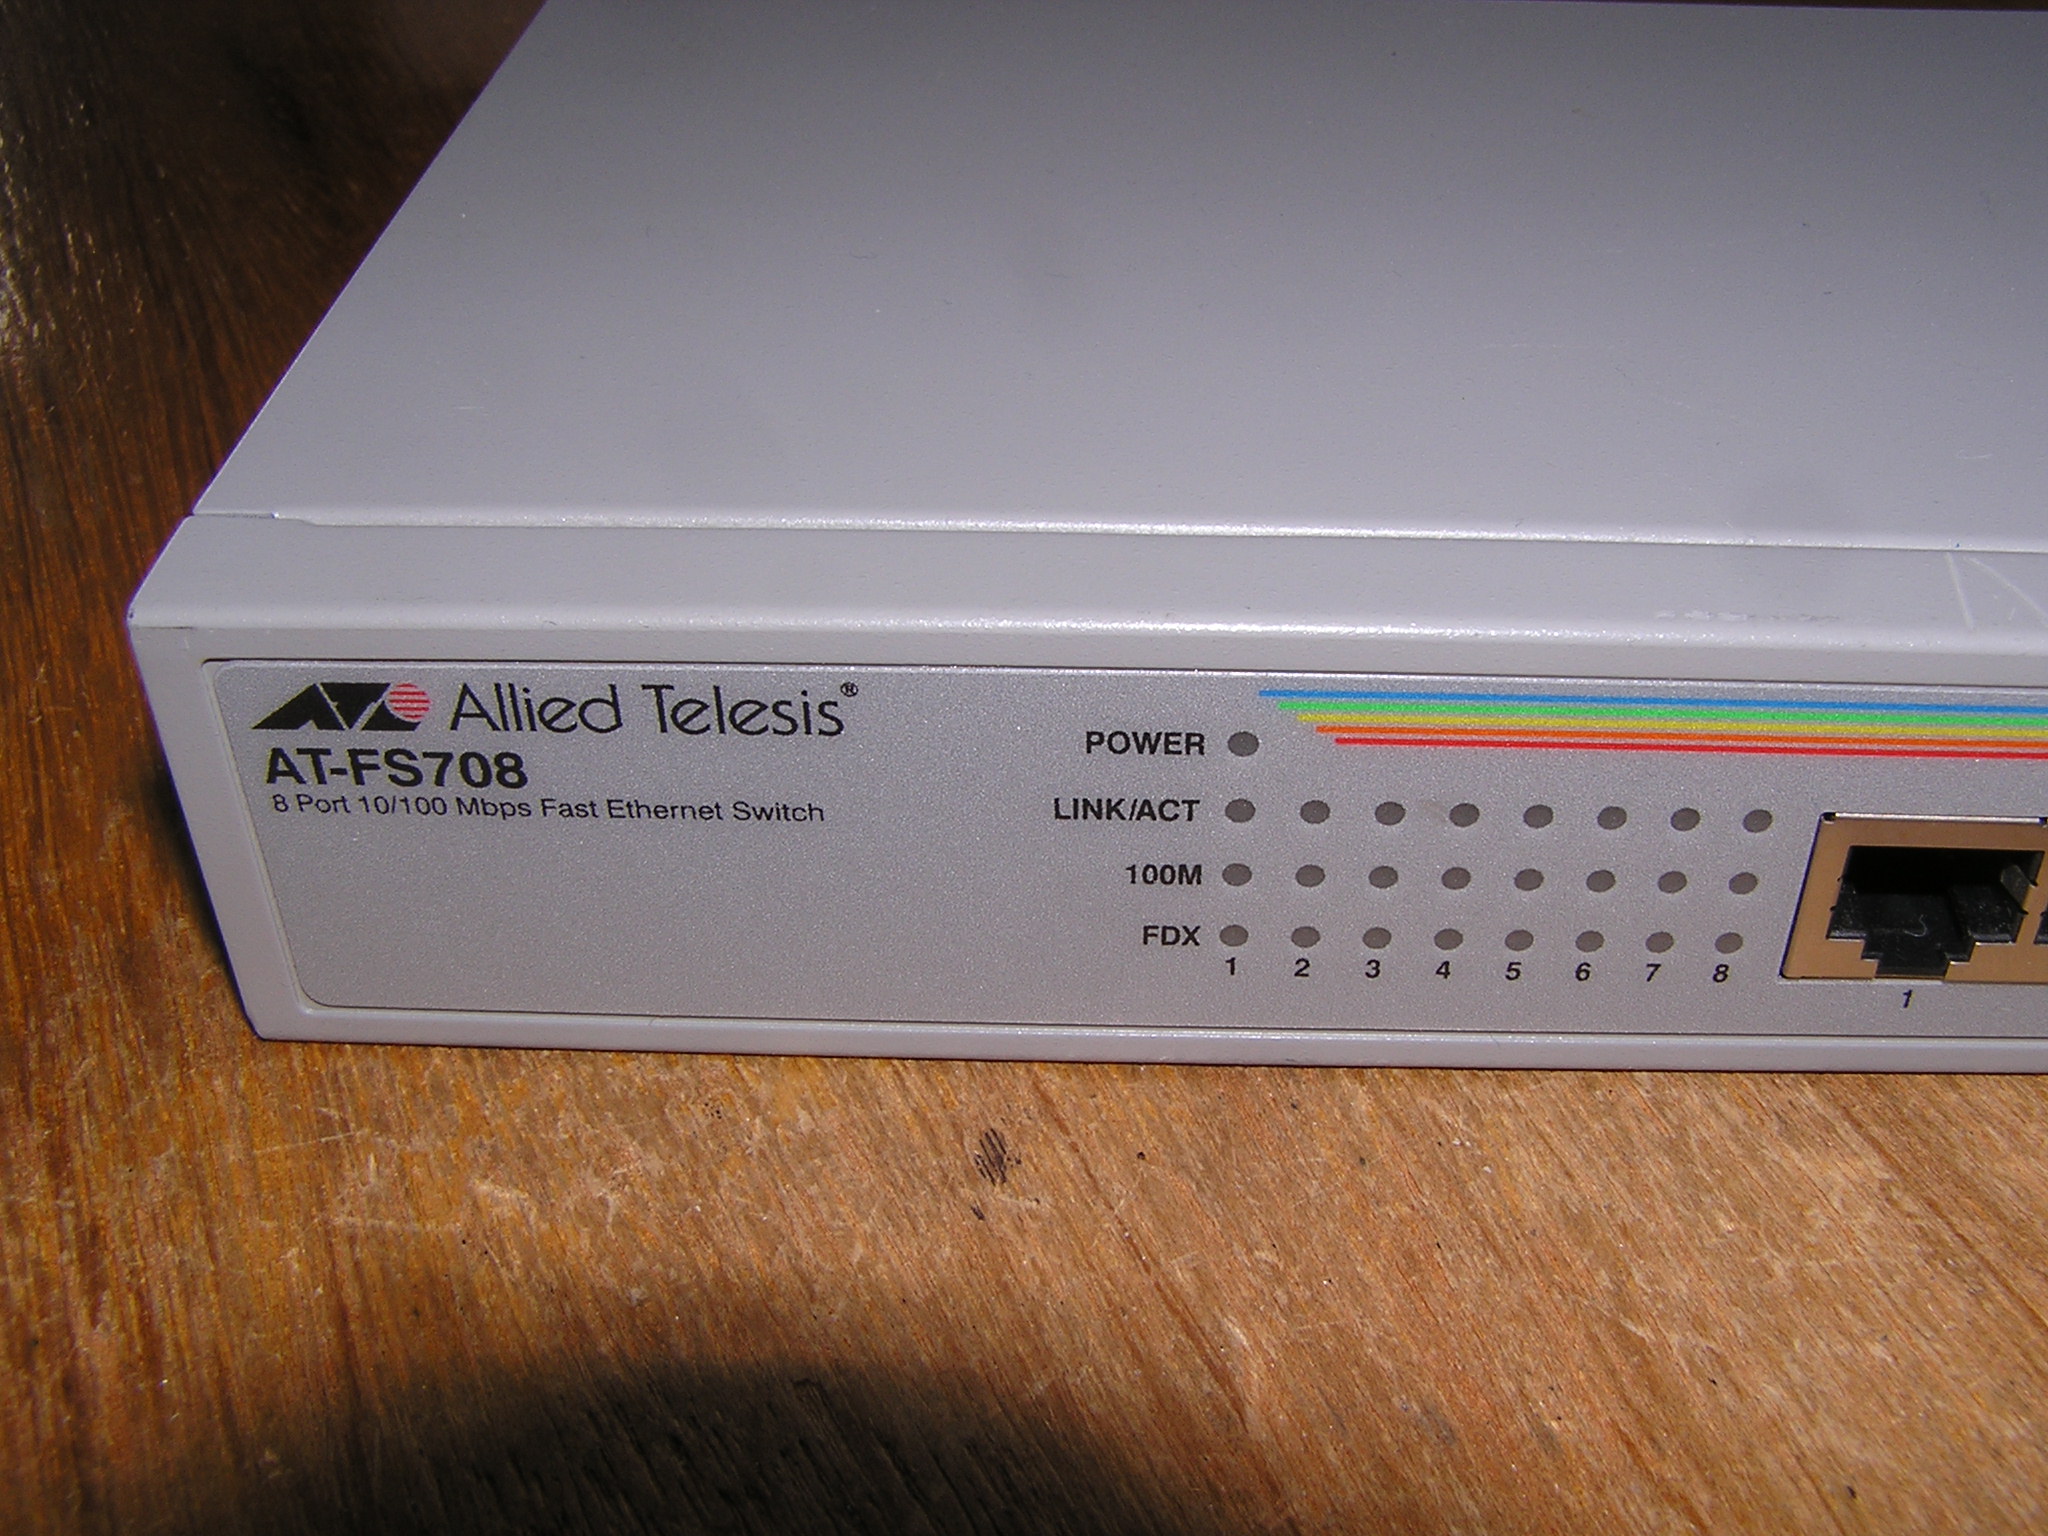 Allied Telesis®
AT-FS708
8 Port 10/100 Mbps Fast Ethernet Switch
POWER
LINK/ACT
100M
FDX
1 2 3 4 5 6 7 8
1